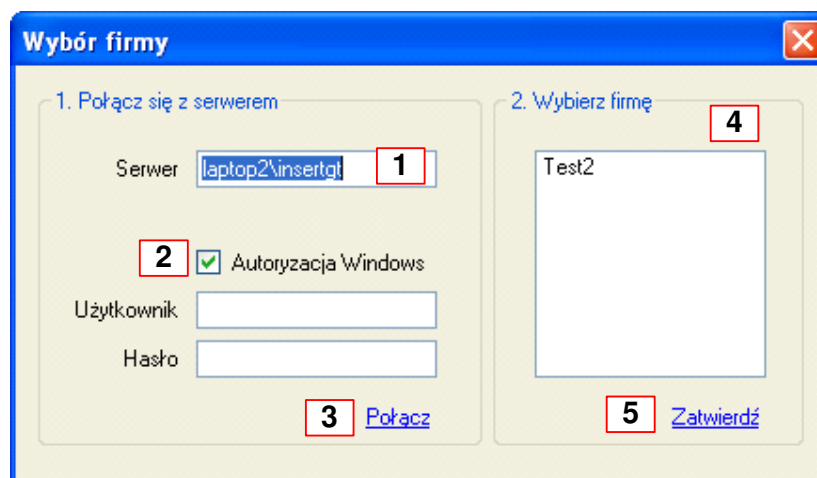 Wybór firmy
1. Połącz się z serwerem
Serwer laptop2\insertgt 1
2 Autoryzacja Windows
Użytkownik
Hasło
3 Połącz
2. Wybierz firmę
4
Test2
5 Zatwierdź